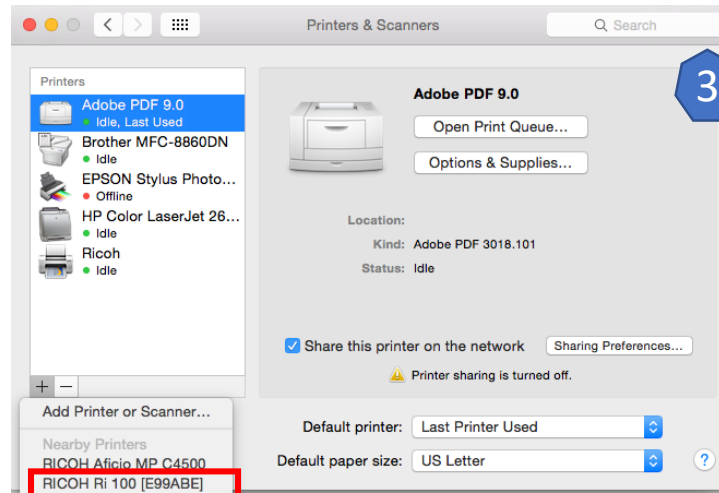 Printers & Scanners
Search
3
Printers
Adobe PDF 9.0
Idle, Last Used
Brother MFC-8860DN
Idle
EPSON Stylus Photo...
Offline
HP Color LaserJet 26...
Idle
Ricoh
Idle
Adobe PDF 9.0
Open Print Queue...
Options & Supplies...
Location:
Kind: Adobe PDF 3018.101
Status: Idle
Share this printer on the network Sharing Preferences...
Printer sharing is turned off.
+ −
Add Printer or Scanner...
Nearby Printers
RICOH Aficio MP C4500
RICOH Ri 100 [E99ABE]
Default printer: Last Printer Used
Default paper size: US Letter
?